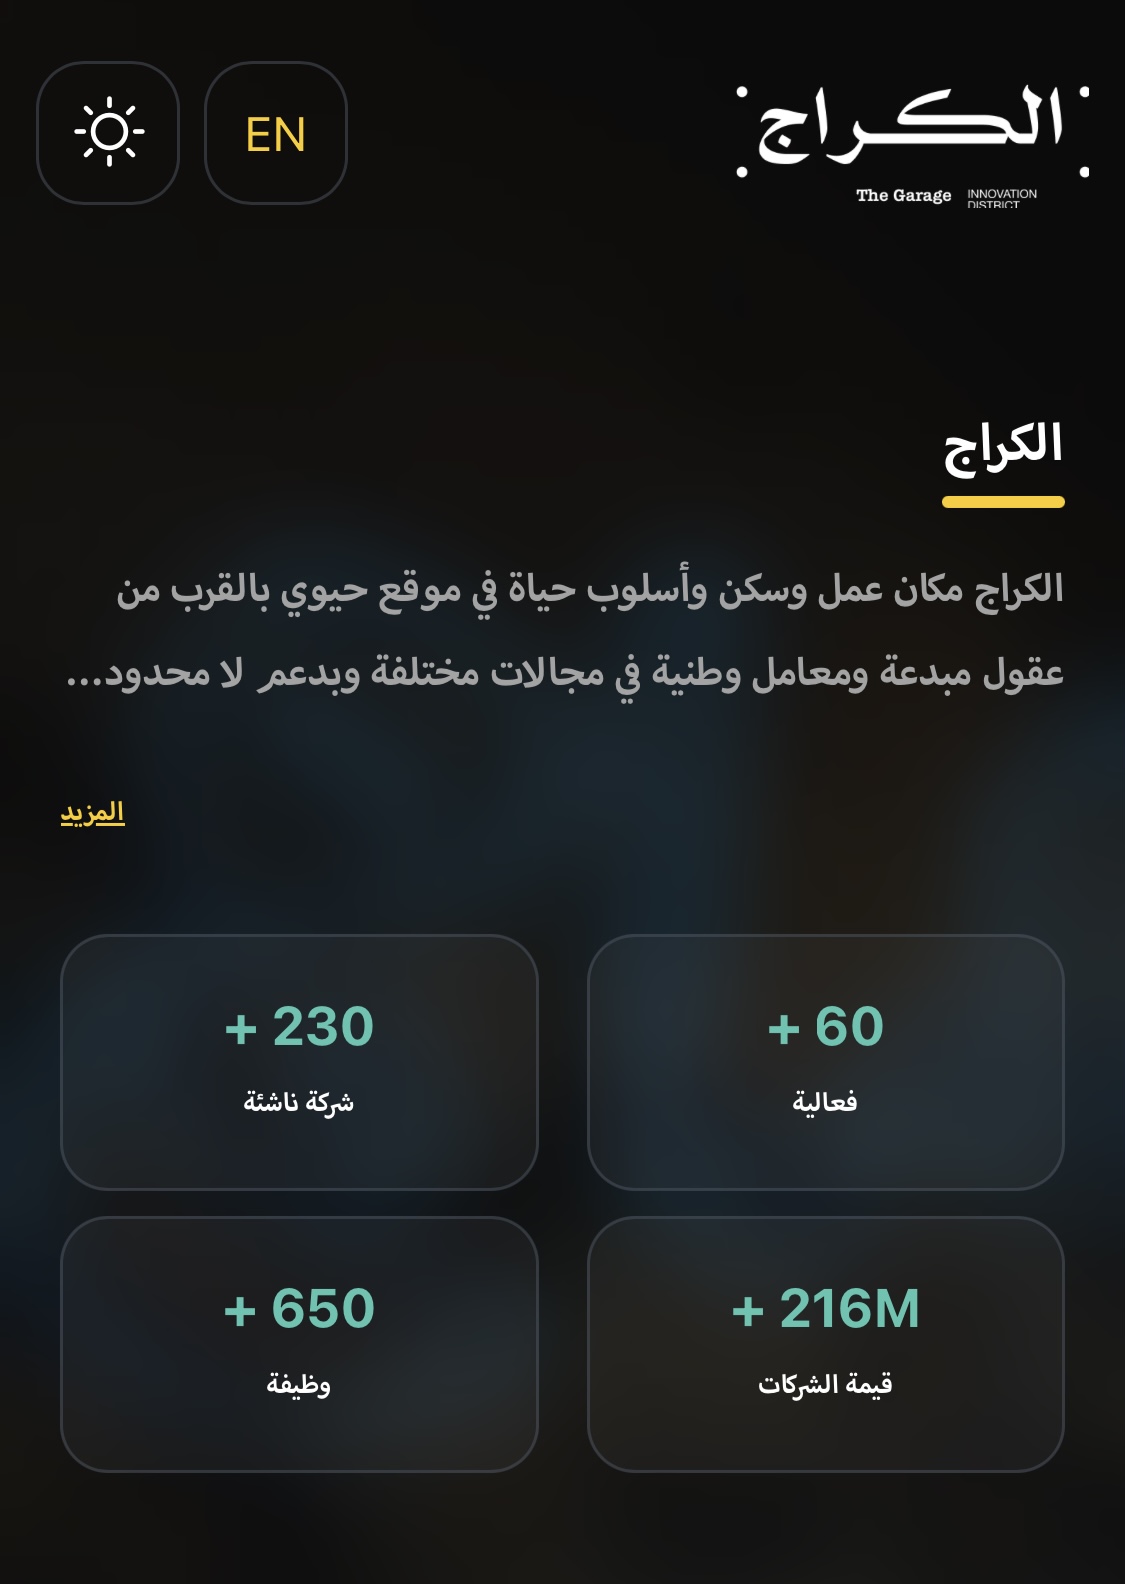 الكراج
The Garage INNOVATION DISTRICT
EN
الكراج
الكراج مكان عمل وسكن وأسلوب حياة في موقع حيوي بالقرب من
عقول مبدعة ومعامل وطنية في مجالات مختلفة وبدعم لا محدود...
المزيد
+ 60
فعالية
+ 230
شركة ناشئة
+ 216M
قيمة الشركات
+ 650
وظيفة